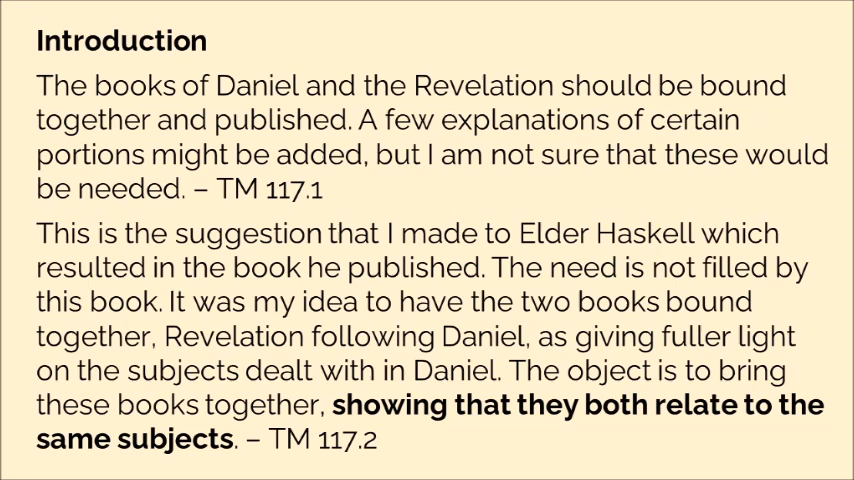 Introduction
The books of Daniel and the Revelation should be bound
together and published. A few explanations of certain
portions might be added, but I am not sure that these would
be needed. – TM 117.1
This is the suggestion that I made to Elder Haskell which
resulted in the book he published. The need is not filled by
this book. It was my idea to have the two books bound
together, Revelation following Daniel, as giving fuller light
on the subjects dealt with in Daniel. The object is to bring
these books together, showing that they both relate to the
same subjects. – TM 117.2